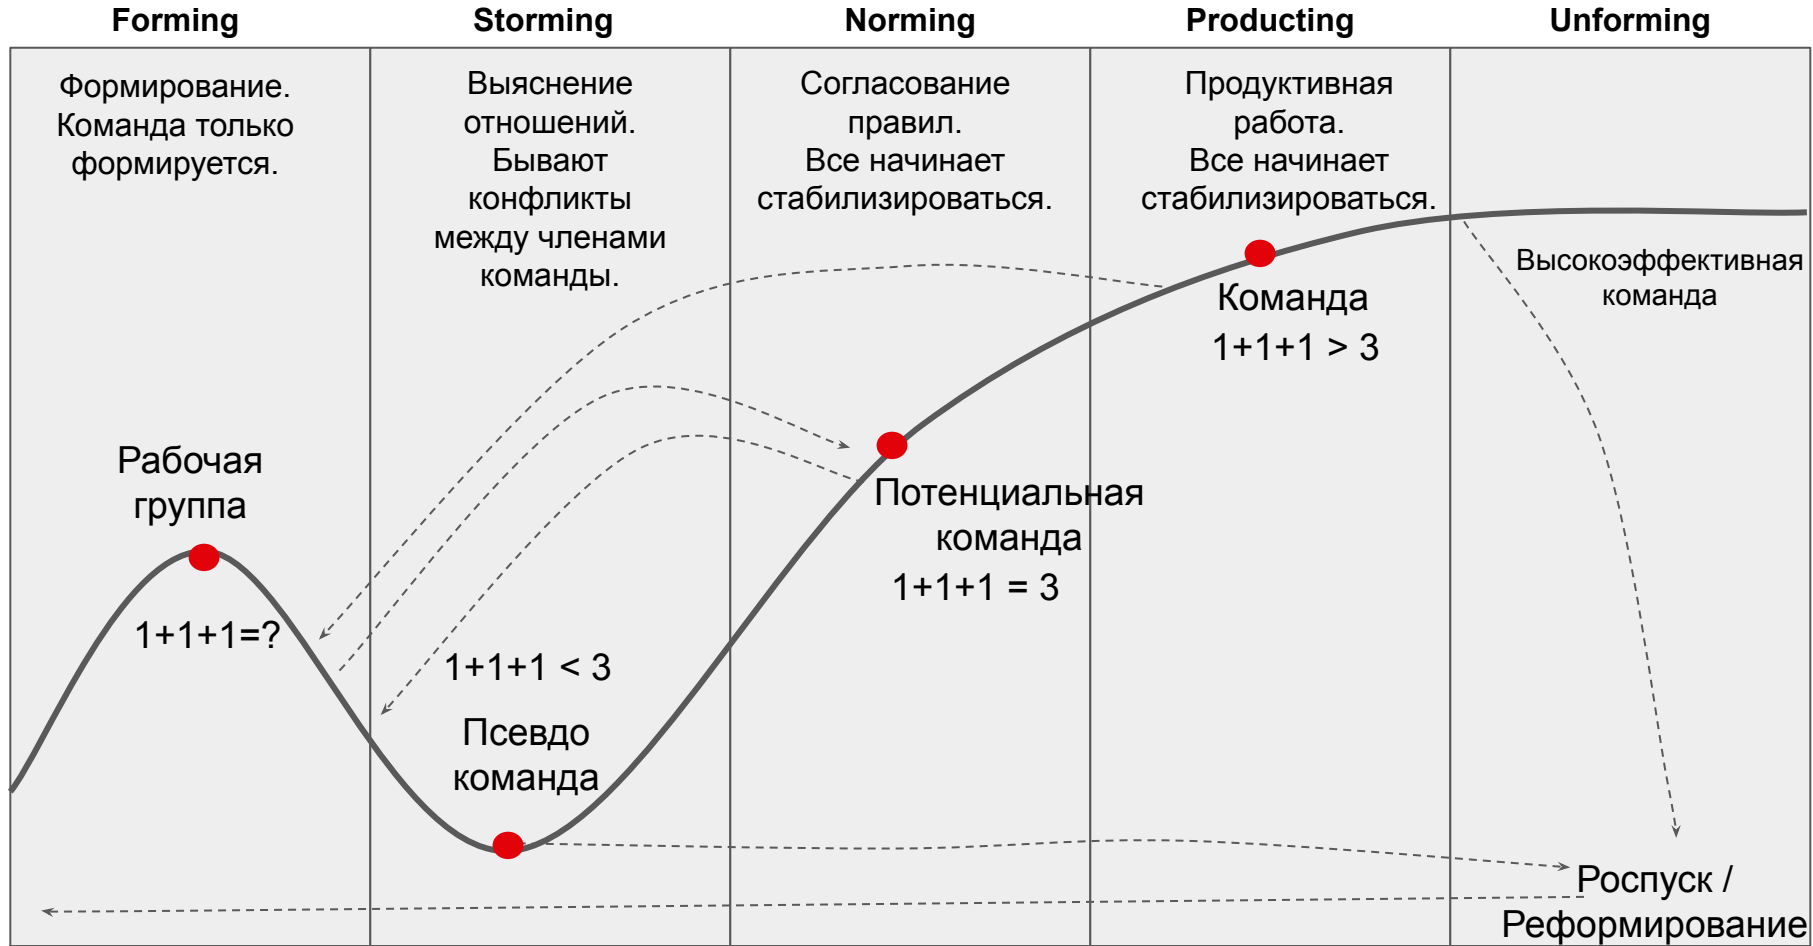 Forming
Storming
Norming
Producting
Unforming
Формирование.
Команда только
формируется.
Выяснение
отношений.
Бывают
конфликты
между членами
команды.
Согласование
правил.
Все начинает
стабилизироваться.
Продуктивная
работа.
Все начинает
стабилизироваться.
Высокоэффективная
команда
Рабочая
группа
1+1+1=?
1+1+1 < 3
Псевдо
команда
Потенциальная
команда
1+1+1 = 3
Команда
1+1+1 > 3
Роспуск /
Реформирование